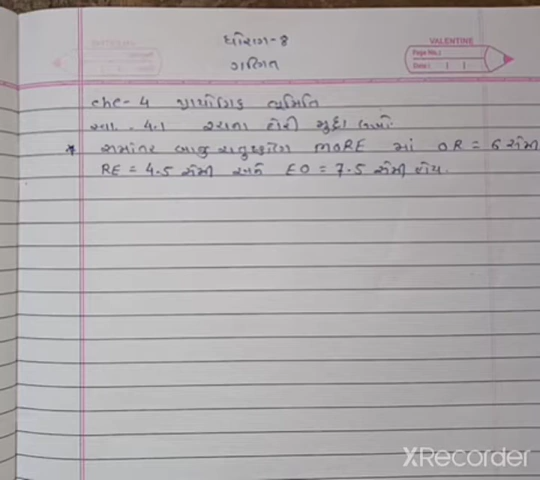 ધોરણ-8
VALENTINE
Page No.:
ગણિત
Date:
che-4 પ્રાયોગિક ભૂમિતિ
સ્વા. 4.1 રચના દોરી મુદ્દા લખો.
* સમાંતર બાજુ ચતુષ્કોણ MORE માં OR = 6 સેમી
RE = 4.5 સેમી અને EO = 7.5 સેમી હોય.
XRecorder